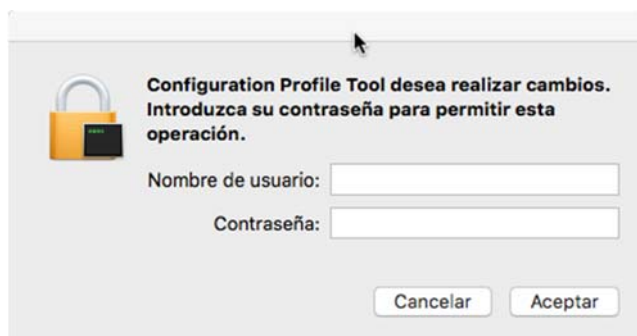 Configuration Profile Tool desea realizar cambios.
Introduzca su contraseña para permitir esta
operación.
Nombre de usuario:
Contraseña:
Cancelar
Aceptar